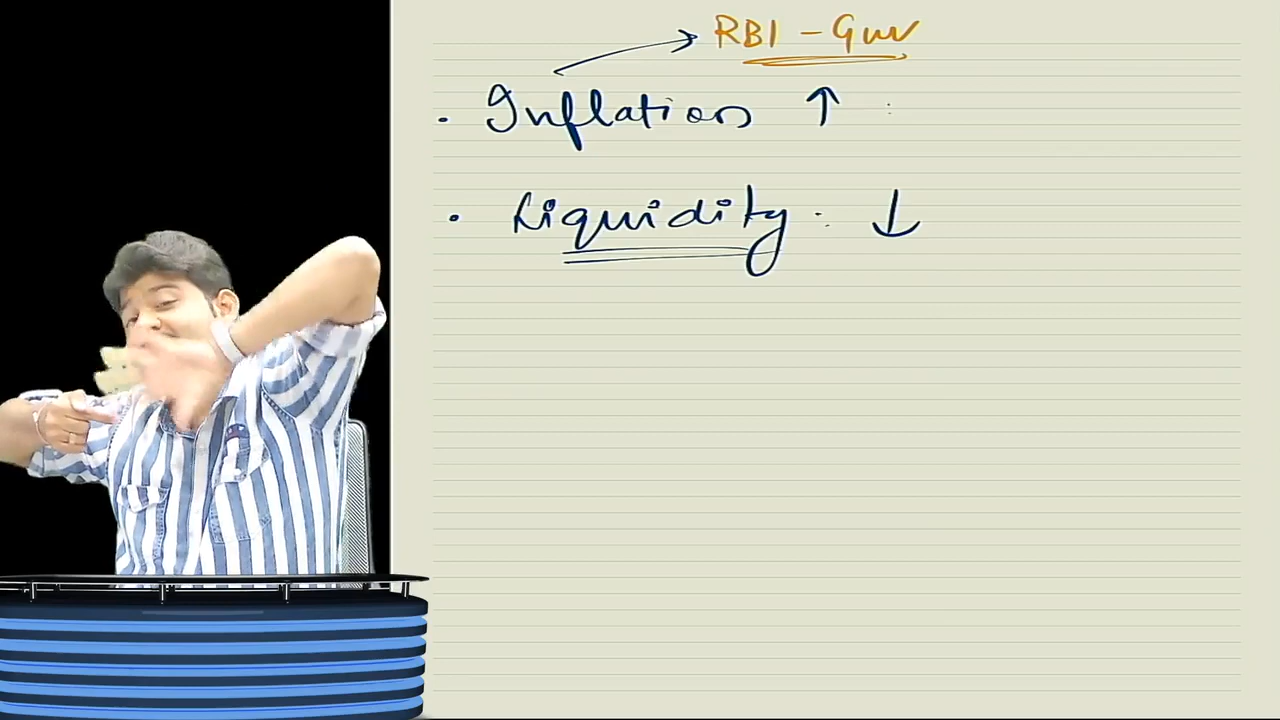 → RBI - Guv
• Inflation ↑
• Liquidity : ↓